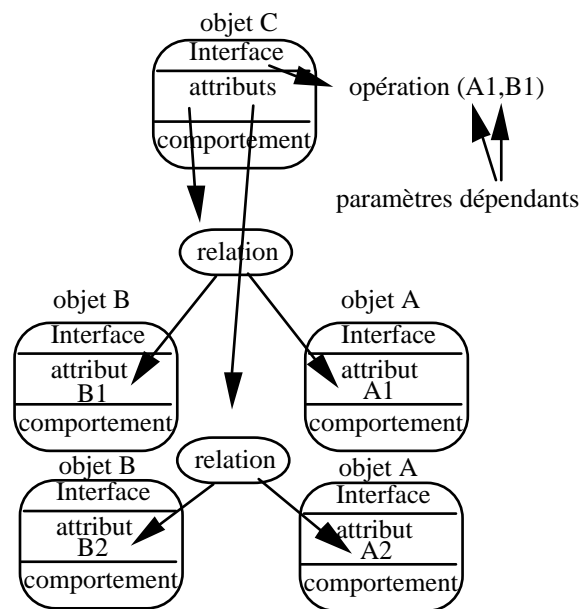 objet C
Interface
attributs
opération (A1,B1)
comportement
paramètres dépendants
relation
objet B
objet A
Interface
Interface
attribut
B1
attribut
A1
comportement
comportement
objet B
relation
objet A
Interface
Interface
attribut
B2
attribut
A2
comportement
comportement